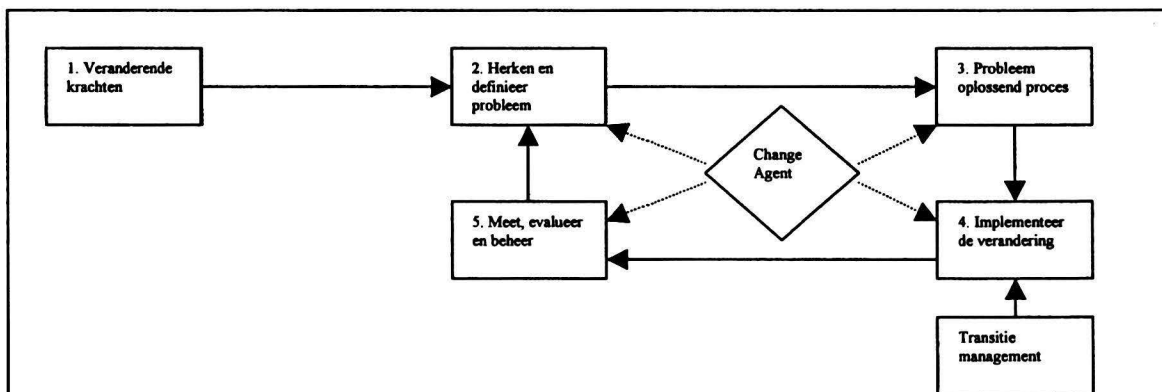 1. Veranderende
krachten
2. Herken en
definieer
probleem
3. Probleem
oplossend proces
Change
Agent
5. Meet, evalueer
en beheer
4. Implementeer
de verandering
Transitie
management